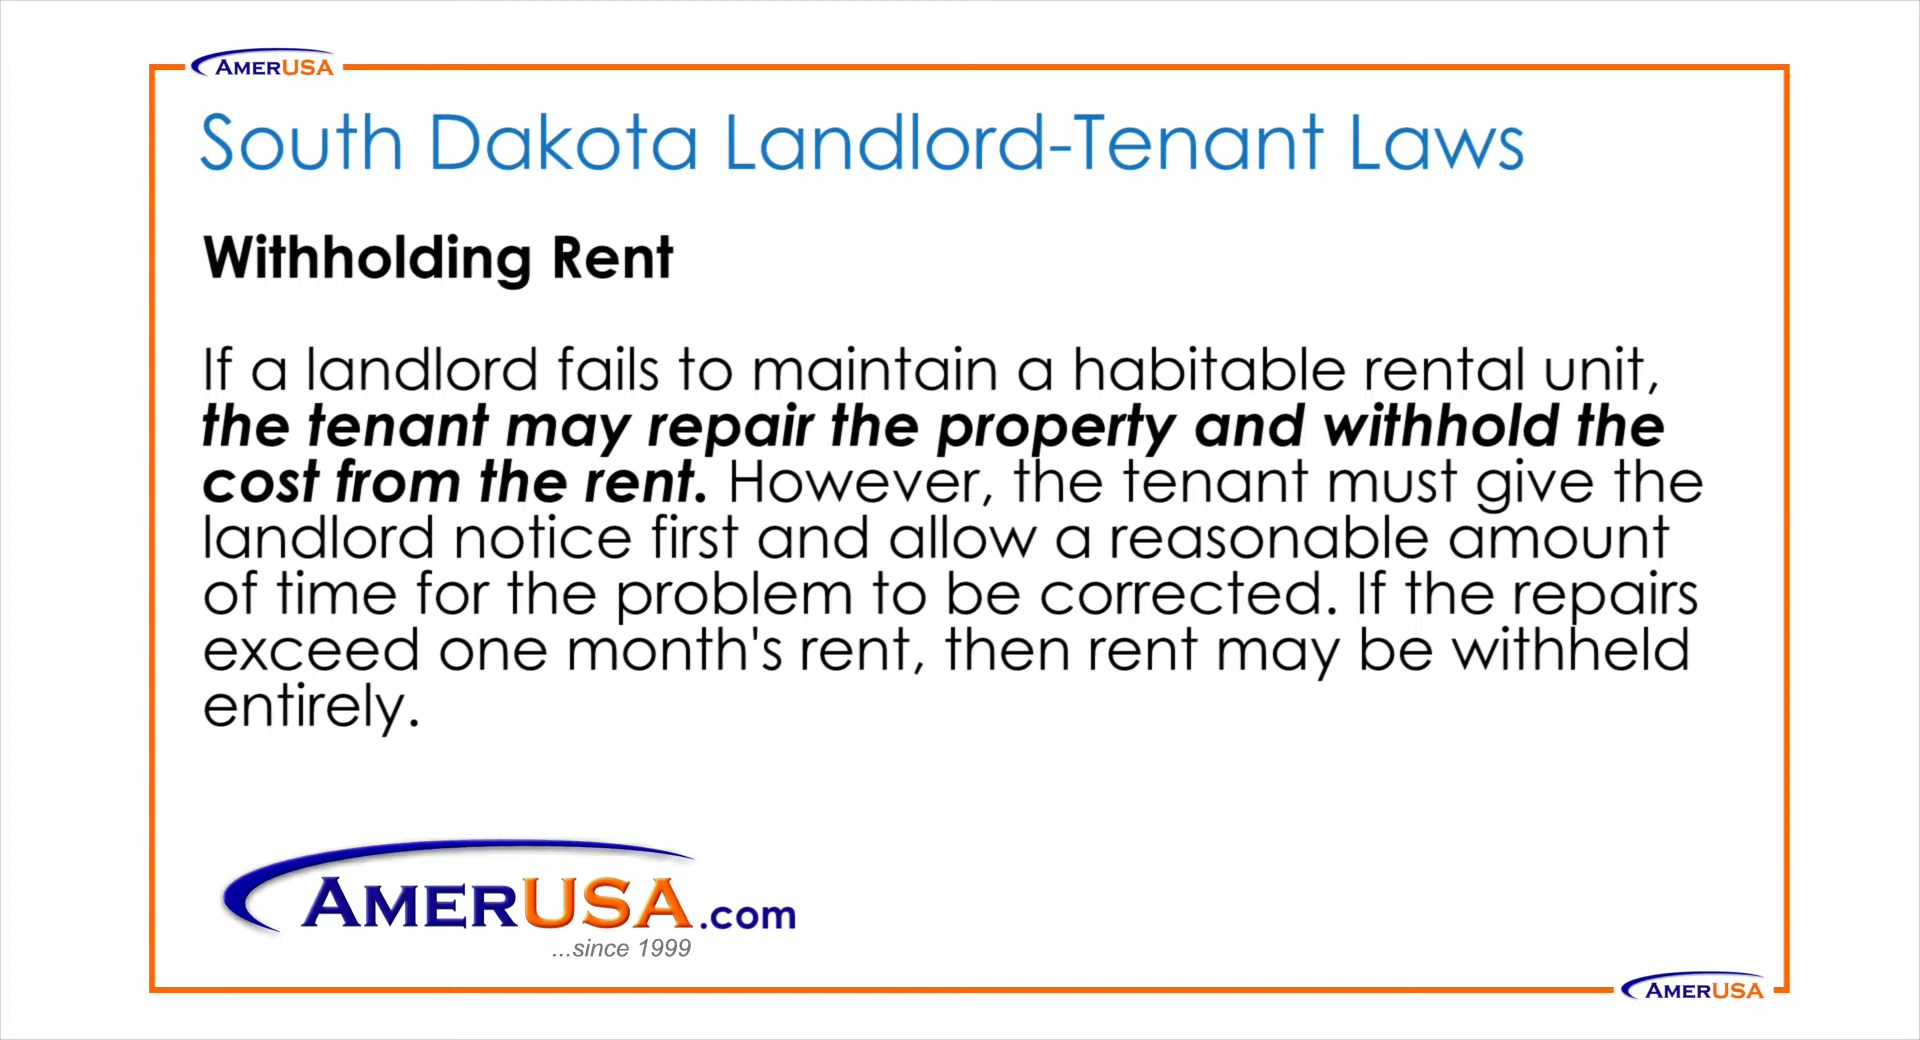 AMERUSA
South Dakota Landlord-Tenant Laws
Withholding Rent
If a landlord fails to maintain a habitable rental unit,
the tenant may repair the property and withhold the
cost from the rent. However, the tenant must give the
landlord notice first and allow a reasonable amount
of time for the problem to be corrected. If the repairs
exceed one month's rent, then rent may be withheld
entirely.
AMERUSA.com
...since 1999
AMERUSA